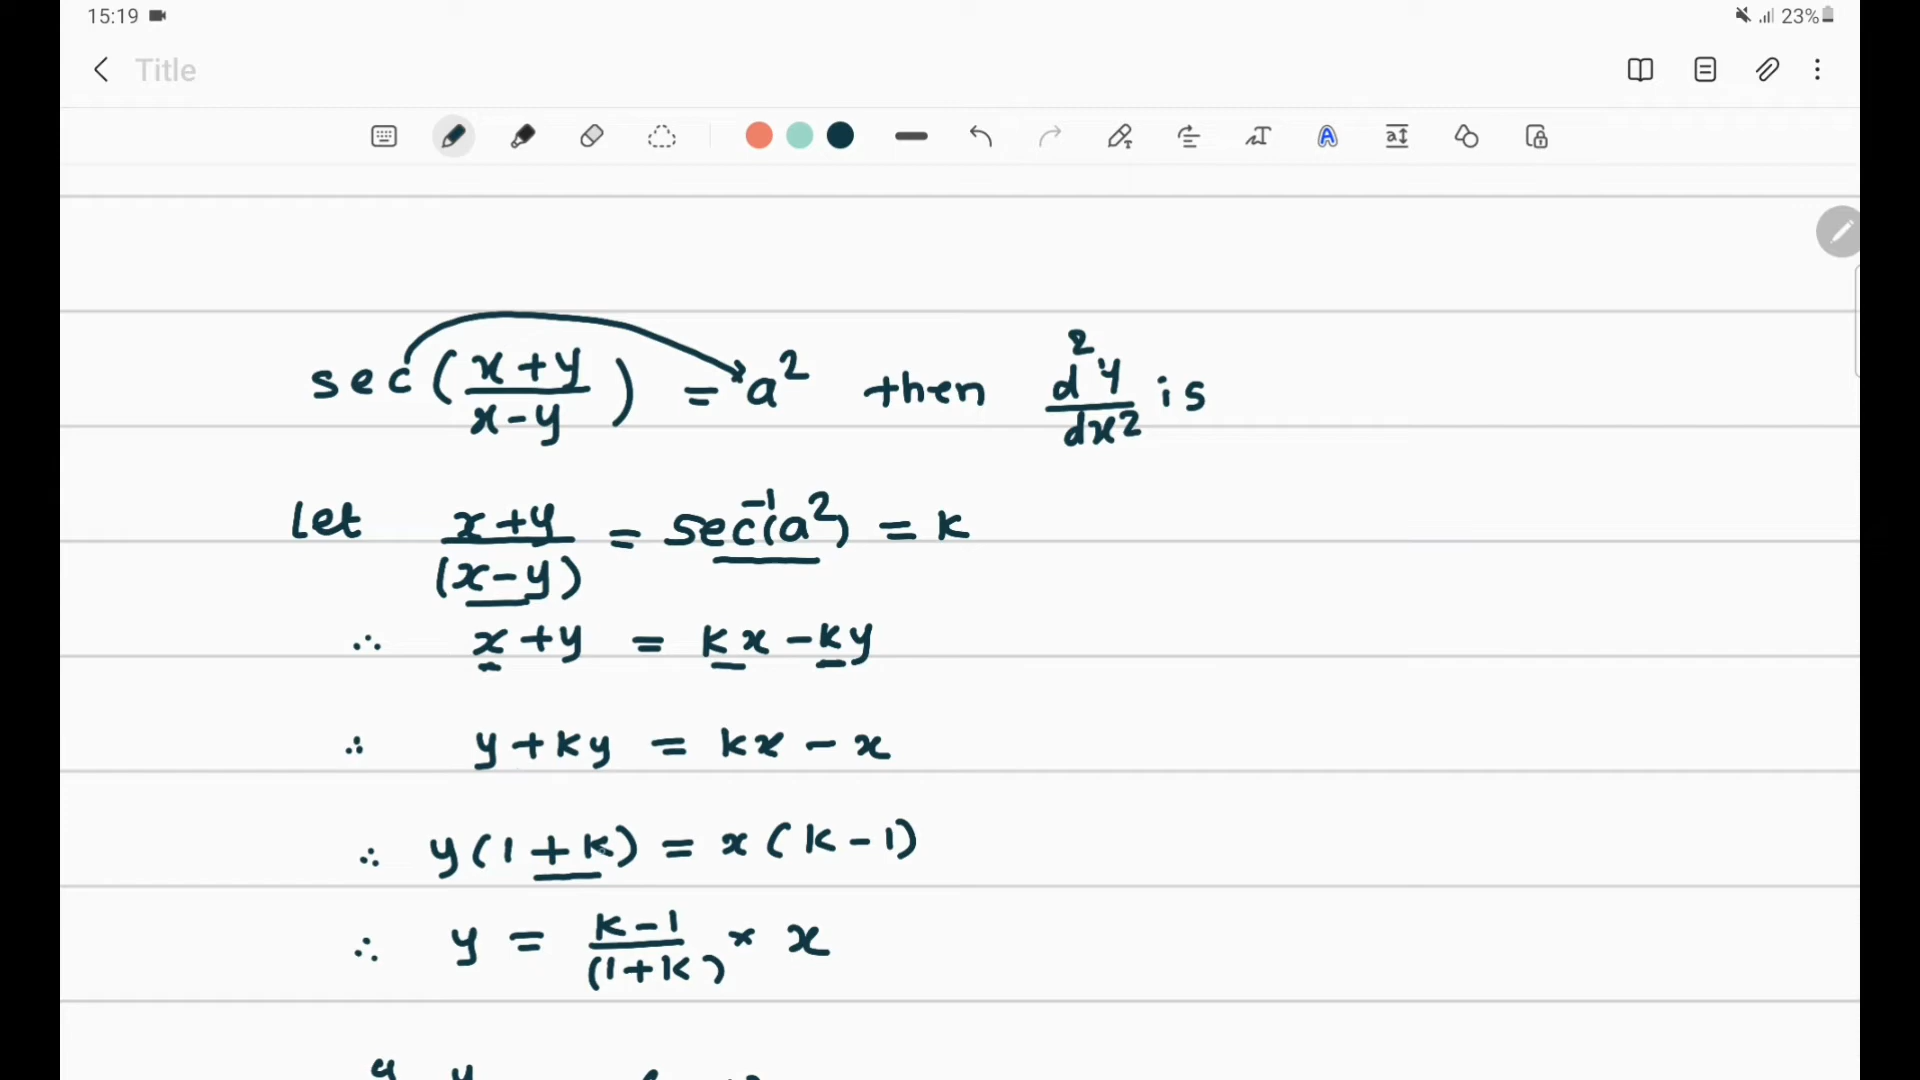 15:19 23%
Title
sec((x+y)/(x-y)) = a² then d²y/dx² is
Let (x+y)/(x-y) = sec⁻¹(a²) = k
∴ x+y = kx-ky
∴ y+ky = kx-x
∴ y(1+k) = x(k-1)
∴ y = (k-1)/(1+k) * x